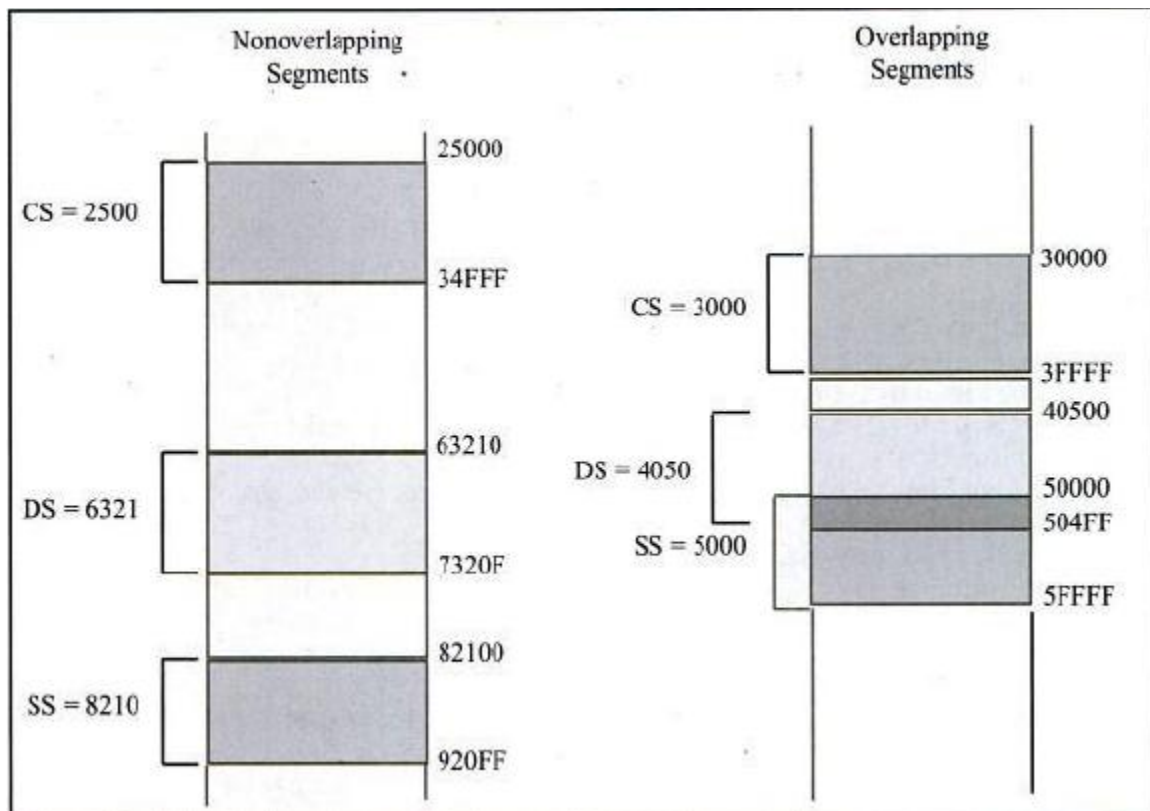 Nonoverlapping
Segments
25000
CS = 2500
34FFF
63210
DS = 6321
7320F
82100
SS = 8210
920FF
Overlapping
Segments
30000
CS = 3000
3FFFF
40500
DS = 4050
50000
504FF
SS = 5000
5FFFF